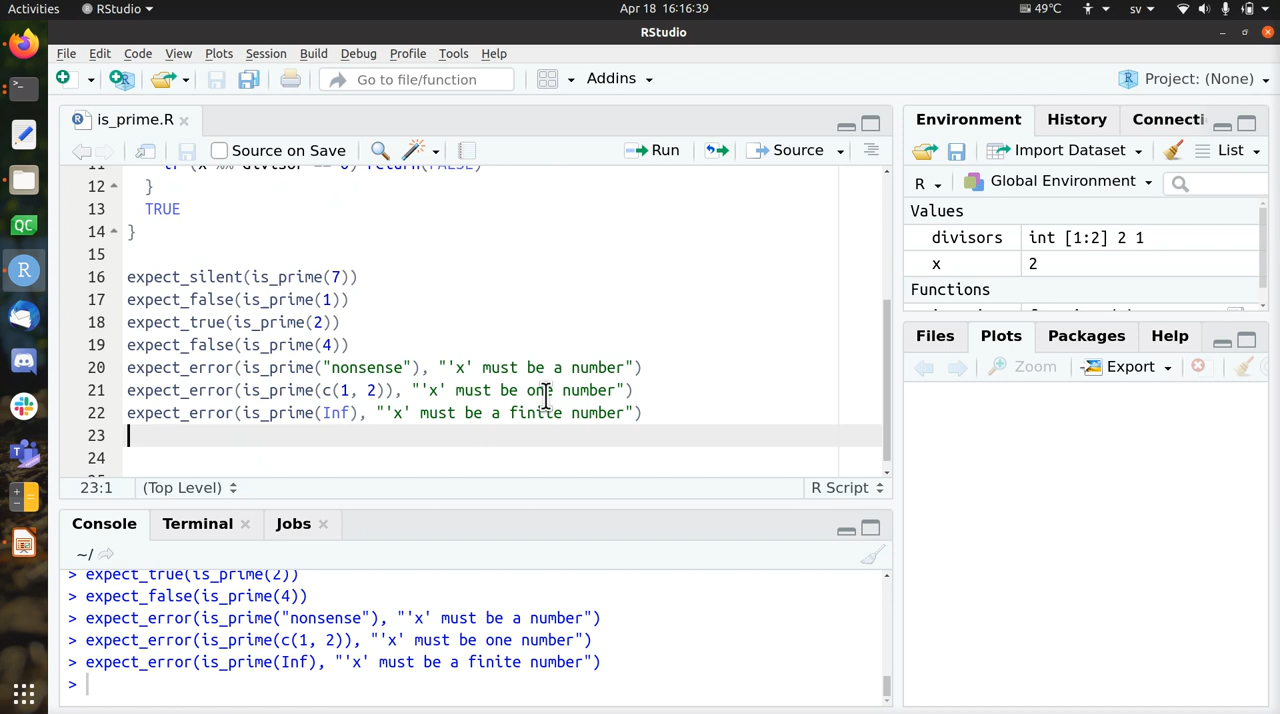 Activities RStudio Apr 18 16:16:39 49°C sv
RStudio
File Edit Code View Plots Session Build Debug Profile Tools Help
Go to file/function Addins Project: (None)
is_prime.R
Source on Save Run Source
12 }
13 TRUE
14 }
15
16 expect_silent(is_prime(7))
17 expect_false(is_prime(1))
18 expect_true(is_prime(2))
19 expect_false(is_prime(4))
20 expect_error(is_prime("nonsense"), "'x' must be a number")
21 expect_error(is_prime(c(1, 2)), "'x' must be one number")
22 expect_error(is_prime(Inf), "'x' must be a finite number")
23
24
23:1 (Top Level) R Script
Console Terminal Jobs
~/
> expect_true(is_prime(2))
> expect_false(is_prime(4))
> expect_error(is_prime("nonsense"), "'x' must be a number")
> expect_error(is_prime(c(1, 2)), "'x' must be one number")
> expect_error(is_prime(Inf), "'x' must be a finite number")
>
Environment History Connecti
Import Dataset List
R Global Environment
Values
divisors int [1:2] 2 1
x 2
Functions
Files Plots Packages Help
Zoom Export
QC
R